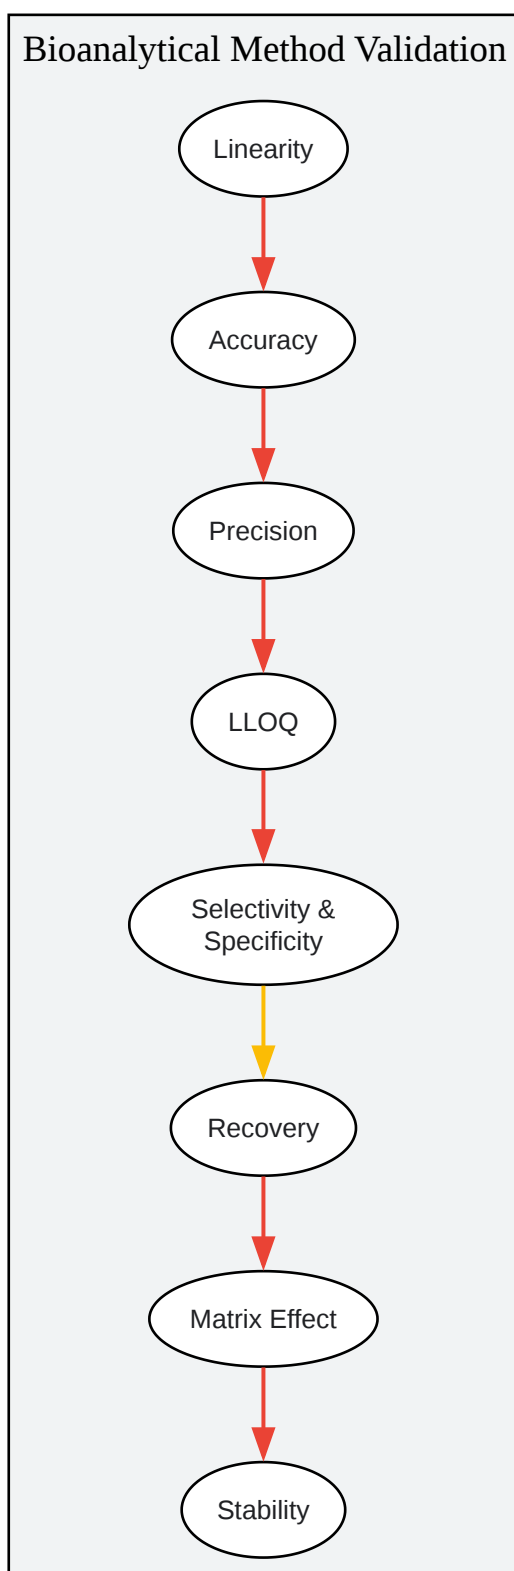 Bioanalytical Method Validation
Linearity
Accuracy
Precision
LLOQ
Selectivity &
Specificity
Recovery
Matrix Effect
Stability